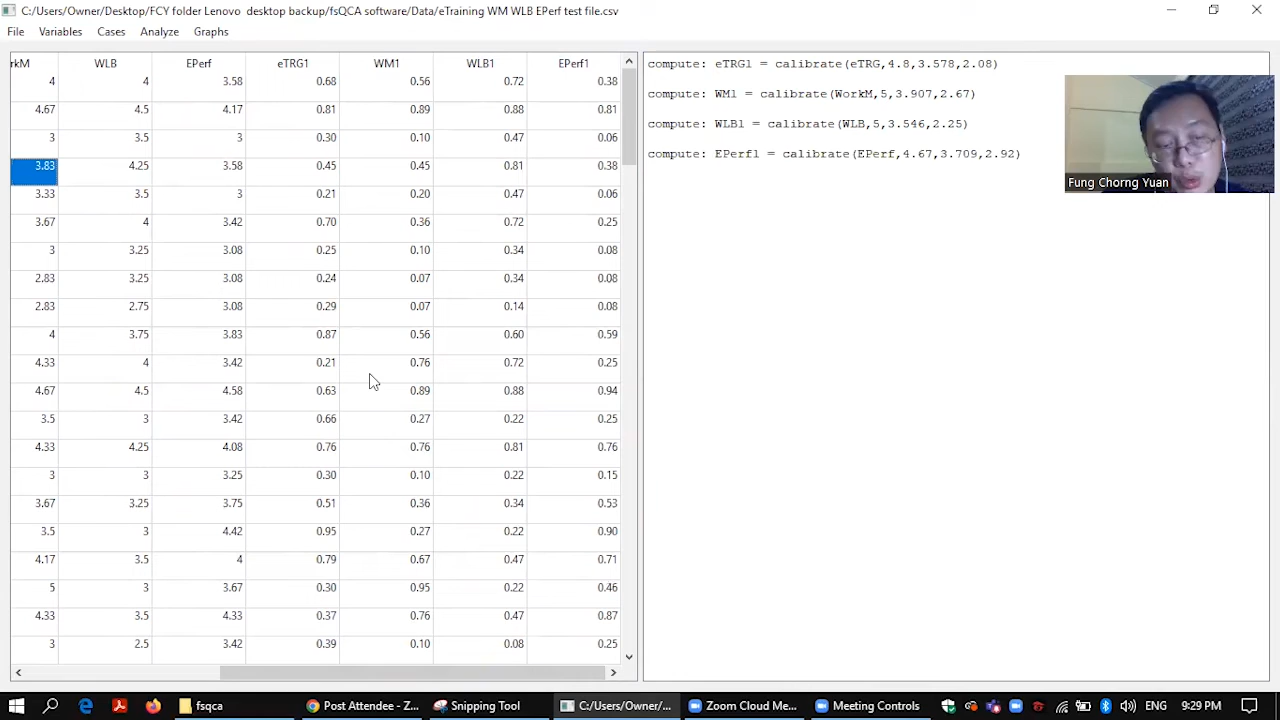 C:/Users/Owner/Desktop/FCY folder Lenovo desktop backup/fsQCA software/Data/eTraining WM WLB EPerf test file.csv
File Variables Cases Analyze Graphs
rkM WLB EPerf eTRG1 WM1 WLB1 EPerf1
4 4 3.58 0.68 0.56 0.72 0.38
4.67 4.5 4.17 0.81 0.89 0.88 0.81
3 3.5 3 0.30 0.10 0.47 0.06
3.83 4.25 3.58 0.45 0.45 0.81 0.38
3.33 3.5 3 0.21 0.20 0.47 0.06
3.67 4 3.42 0.70 0.36 0.72 0.25
3 3.25 3.08 0.25 0.10 0.34 0.08
2.83 3.25 3.08 0.24 0.07 0.34 0.08
2.83 2.75 3.08 0.29 0.07 0.14 0.08
4 3.75 3.83 0.87 0.56 0.60 0.59
4.33 4 3.42 0.21 0.76 0.72 0.25
4.67 4.5 4.58 0.63 0.89 0.88 0.94
3.5 3 3.42 0.66 0.27 0.22 0.25
4.33 4.25 4.08 0.76 0.76 0.81 0.76
3 3 3.25 0.30 0.10 0.22 0.15
3.67 3.25 3.75 0.51 0.36 0.34 0.53
3.5 3 4.42 0.95 0.27 0.22 0.90
4.17 3.5 4 0.79 0.67 0.47 0.71
5 3 3.67 0.30 0.95 0.22 0.46
4.33 3.5 4.33 0.37 0.76 0.47 0.87
3 2.5 3.42 0.39 0.10 0.08 0.25
compute: eTRG1 = calibrate(eTRG,4.8,3.578,2.08)
compute: WM1 = calibrate(WorkM,5,3.907,2.67)
compute: WLB1 = calibrate(WLB,5,3.546,2.25)
compute: EPerf1 = calibrate(EPerf,4.67,3.709,2.92)
Fung Chorng Yuan
fsqca
Post Attendee - Z...
Snipping Tool
C:/Users/Owner/...
Zoom Cloud Me...
Meeting Controls
ENG 9:29 PM